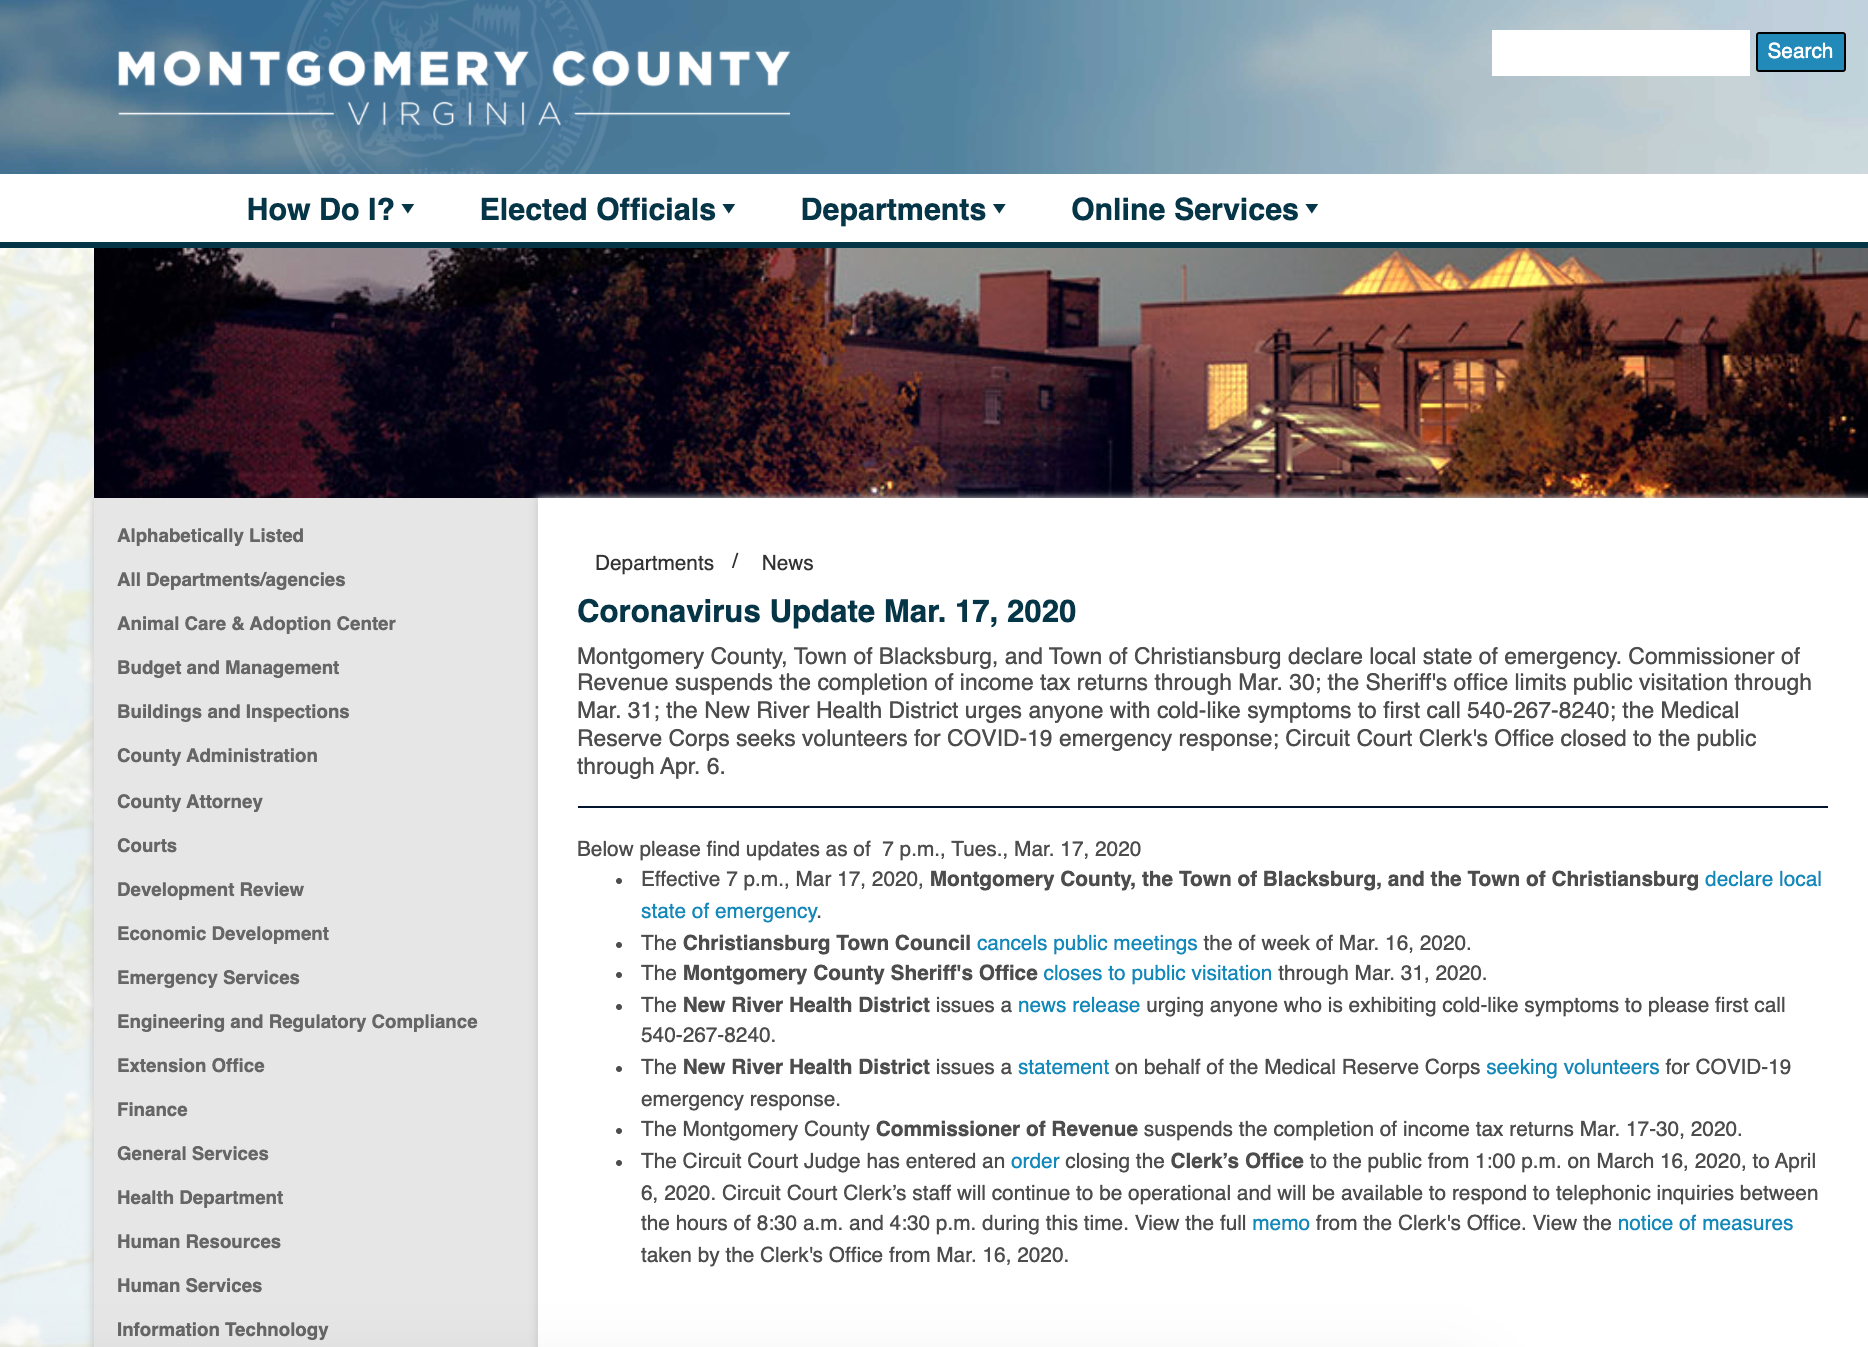 MONTGOMERY COUNTY
VIRGINIA
Search
How Do I?
Elected Officials
Departments
Online Services
Alphabetically Listed
All Departments/agencies
Animal Care & Adoption Center
Budget and Management
Buildings and Inspections
County Administration
County Attorney
Courts
Development Review
Economic Development
Emergency Services
Engineering and Regulatory Compliance
Extension Office
Finance
General Services
Health Department
Human Resources
Human Services
Information Technology
Departments / News
Coronavirus Update Mar. 17, 2020
Montgomery County, Town of Blacksburg, and Town of Christiansburg declare local state of emergency. Commissioner of
Revenue suspends the completion of income tax returns through Mar. 30; the Sheriff's office limits public visitation through
Mar. 31; the New River Health District urges anyone with cold-like symptoms to first call 540-267-8240; the Medical
Reserve Corps seeks volunteers for COVID-19 emergency response; Circuit Court Clerk's Office closed to the public
through Apr. 6.
Below please find updates as of  7 p.m., Tues., Mar. 17, 2020
• Effective 7 p.m., Mar 17, 2020, Montgomery County, the Town of Blacksburg, and the Town of Christiansburg declare local
state of emergency.
• The Christiansburg Town Council cancels public meetings the of week of Mar. 16, 2020.
• The Montgomery County Sheriff's Office closes to public visitation through Mar. 31, 2020.
• The New River Health District issues a news release urging anyone who is exhibiting cold-like symptoms to please first call
540-267-8240.
• The New River Health District issues a statement on behalf of the Medical Reserve Corps seeking volunteers for COVID-19
emergency response.
• The Montgomery County Commissioner of Revenue suspends the completion of income tax returns Mar. 17-30, 2020.
• The Circuit Court Judge has entered an order closing the Clerk’s Office to the public from 1:00 p.m. on March 16, 2020, to April
6, 2020. Circuit Court Clerk’s staff will continue to be operational and will be available to respond to telephonic inquiries between
the hours of 8:30 a.m. and 4:30 p.m. during this time. View the full memo from the Clerk's Office. View the notice of measures
taken by the Clerk's Office from Mar. 16, 2020.